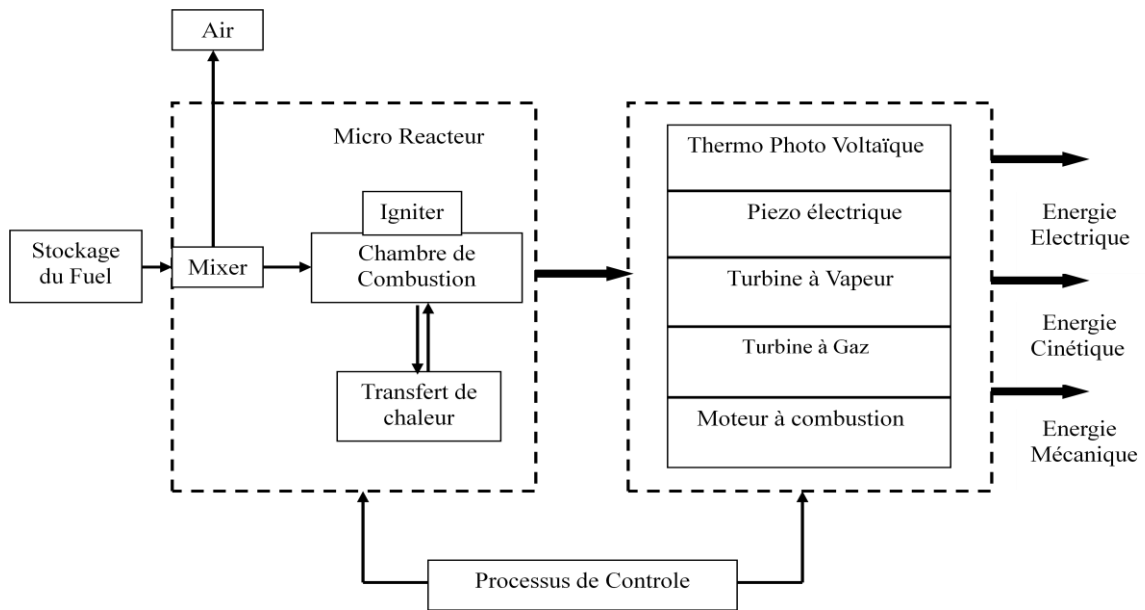 Air
Micro Reacteur
Igniter
Stockage
du Fuel
Mixer
Chambre de
Combustion
Transfert de
chaleur
Thermo Photo Voltaïque
Piezo électrique
Turbine à Vapeur
Turbine à Gaz
Moteur à combustion
Energie
Electrique
Energie
Cinétique
Energie
Mécanique
Processus de Controle